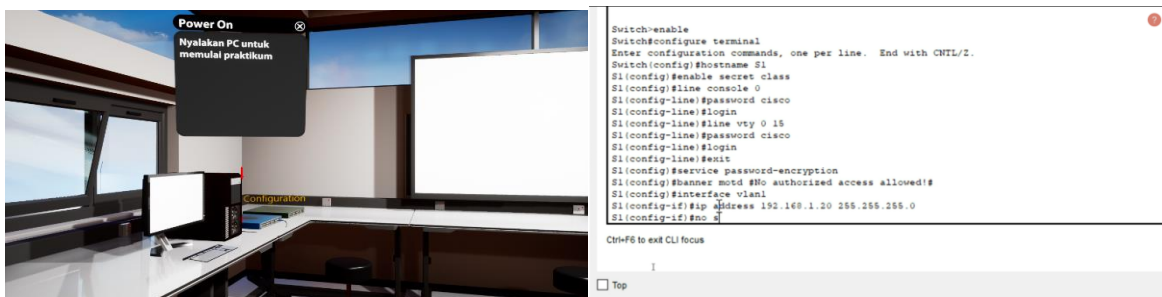 Power On
Nyalakan PC untuk
memulai praktikum
Configuration
Switch>enable
Switch#configure terminal
Enter configuration commands, one per line.  End with CNTL/Z.
Switch(config)#hostname S1
S1(config)#enable secret class
S1(config)#line console 0
S1(config-line)#password cisco
S1(config-line)#login
S1(config-line)#line vty 0 15
S1(config-line)#password cisco
S1(config-line)#login
S1(config-line)#exit
S1(config)#service password-encryption
S1(config)#banner motd #No authorized access allowed!#
S1(config)#interface vlan1
S1(config-if)#ip address 192.168.1.20 255.255.255.0
S1(config-if)#no s
Ctrl+F6 to exit CLI focus
Top
?